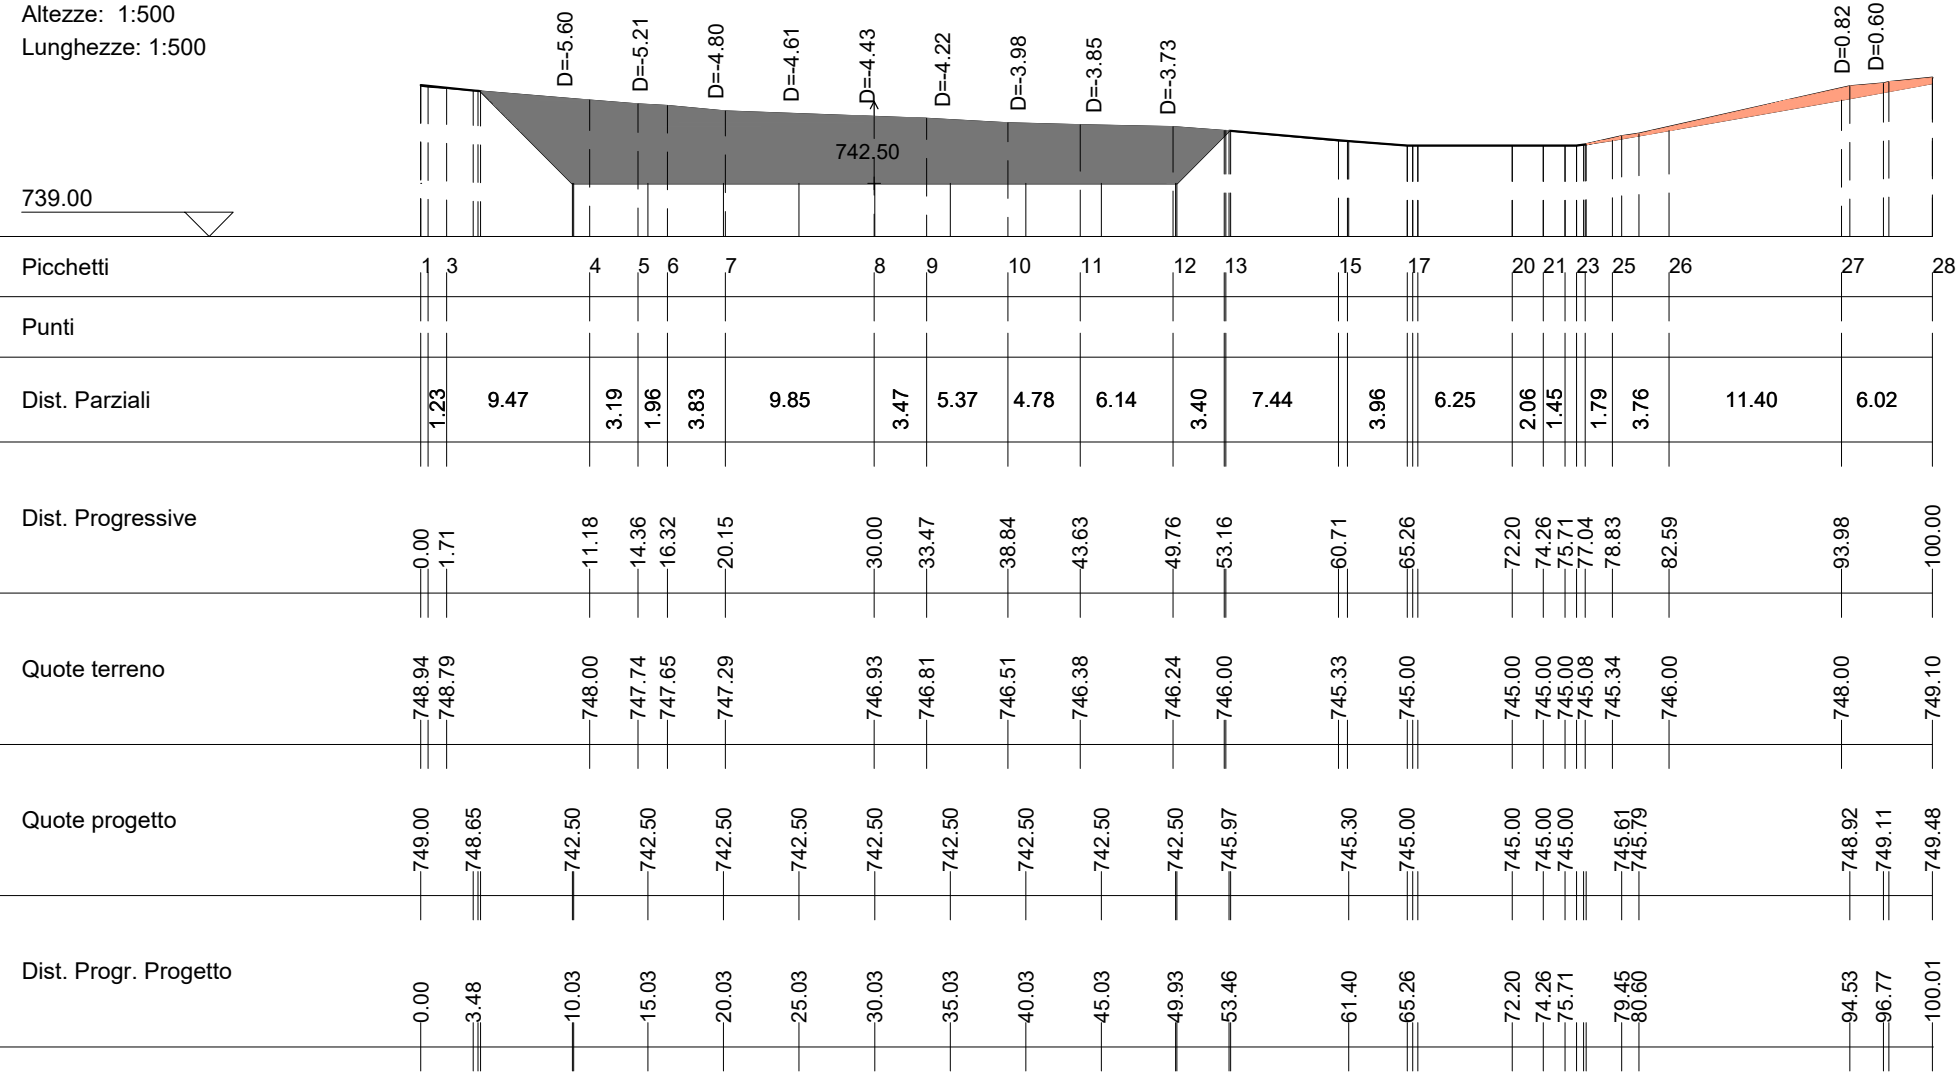 Altezze: 1:500
Lunghezze: 1:500
D=-5.60 D=-5.21 D=-4.80 D=-4.61 D=-4.43 D=-4.22 D=-3.98 D=-3.85 D=-3.73 D=0.82 D=0.60
742.50
739.00
Picchetti 1 3 4 5 6 7 8 9 10 11 12 13 15 17 20 21 23 25 26 27 28
Punti
Dist. Parziali 1.23 9.47 3.19 1.96 3.83 9.85 3.47 5.37 4.78 6.14 3.40 7.44 3.96 6.25 2.06 1.45 1.79 3.76 11.40 6.02
Dist. Progressive 0.00 1.71 11.18 14.36 16.32 20.15 30.00 33.47 38.84 43.63 49.76 53.16 60.71 65.26 72.20 74.26 75.71 77.04 78.83 82.59 93.98 100.00
Quote terreno 748.94 748.79 748.00 747.74 747.65 747.29 746.93 746.81 746.51 746.38 746.24 746.00 745.33 745.00 745.00 745.00 745.00 745.08 745.34 746.00 748.00 749.10
Quote progetto 749.00 748.65 742.50 742.50 742.50 742.50 742.50 742.50 742.50 742.50 742.50 745.97 745.30 745.00 745.00 745.00 745.00 745.61 745.79 748.92 749.11 749.48
Dist. Progr. Progetto 0.00 3.48 10.03 15.03 20.03 25.03 30.03 35.03 40.03 45.03 49.93 53.46 61.40 65.26 72.20 74.26 75.71 79.45 80.60 94.53 96.77 100.01